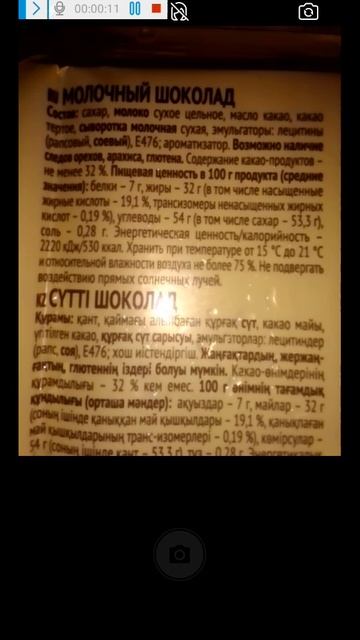 00:00:11
RU МОЛОЧНЫЙ ШОКОЛАД
Состав: сахар, молоко сухое цельное, масло какао, какао
тертое, сыворотка молочная сухая, эмульгаторы: лецитины
(рапсовый, соевый), Е476; ароматизатор. Возможно наличие
следов орехов, арахиса, глютена. Содержание какао-продуктов –
не менее 32 %. Пищевая ценность в 100 г продукта (средние
значения): белки – 7 г, жиры – 32 г (в том числе насыщенные
жирные кислоты – 19,1 %, трансизомеры ненасыщенных жирных
кислот – 0,19 %), углеводы – 54 г (в том числе сахар – 53,3 г),
соль – 0,28 г. Энергетическая ценность/калорийность –
2220 кДж/530 ккал. Хранить при температуре от 15 °С до 21 °С
и относительной влажности воздуха не более 75 %. Не подвергать
воздействию прямых солнечных лучей.
KZ СҮТТІ ШОКОЛАД
Құрамы: қант, қаймағы алынбаған құрғақ сүт, какао майы,
үгітілген какао, құрғақ сүт сарысуы, эмульгаторлар: лецитиндер
(рапс, соя), Е476; хош иістендіргіш. Жаңғақтардың, жержаң-
ғақтың, глютеннің іздері болуы мүмкін. Какао-өнімдерінің
құрамдылығы – 32 % кем емес. 100 г өнімнің тағамдық
құндылығы (орташа мәндер): ақуыздар – 7 г, майлар – 32 г
(соның ішінде қаныққан май қышқылдары – 19,1 %, қанықпаған
май қышқылдарының транс-изомерлері – 0,19 %), көмірсулар –
54 г (соның ішінде қант – 53,3 г), тұз – 0,28 г. Энергетикалық